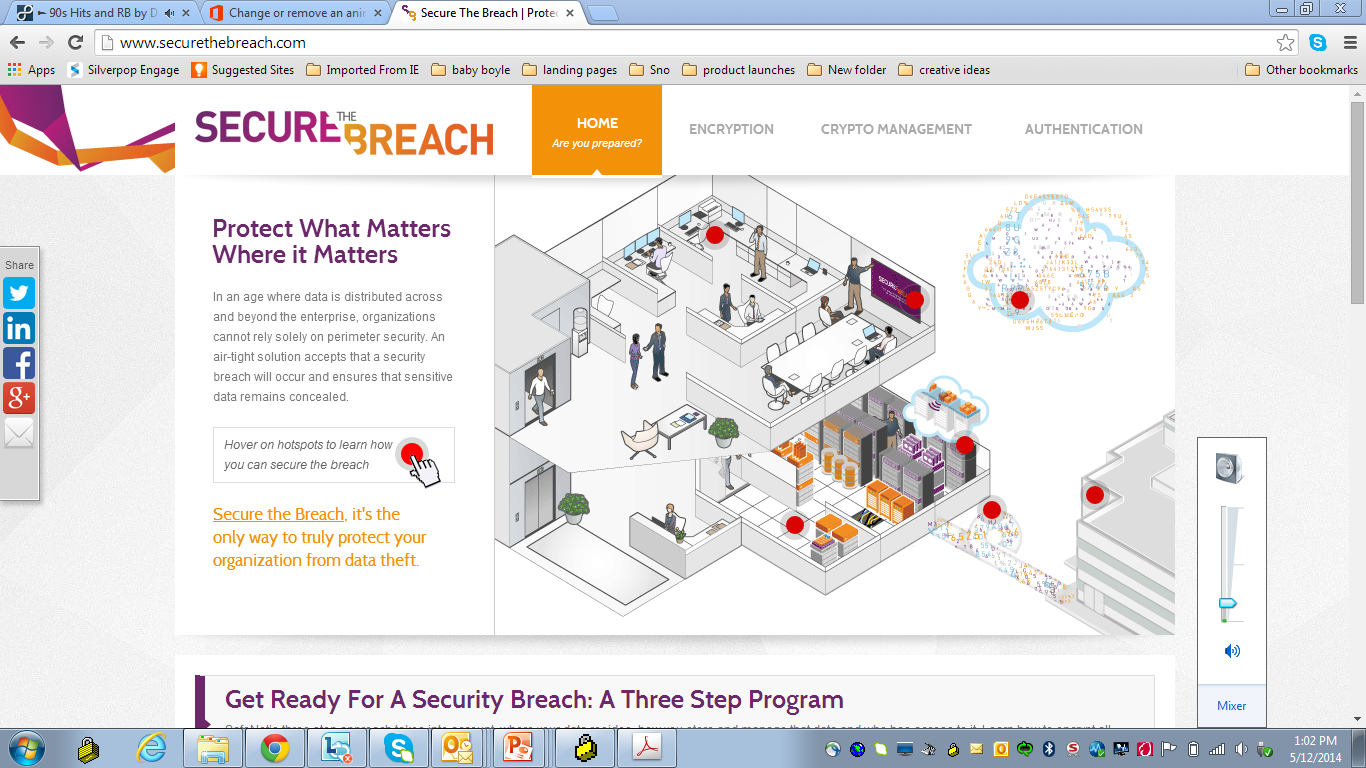 90s Hits and RB by D
Change or remove an ani
Secure The Breach | Protec
www.securethebreach.com
Apps
Silverpop Engage
Suggested Sites
Imported From IE
baby boyle
landing pages
Sno
product launches
New folder
creative ideas
Other bookmarks
SECURE THE BREACH
HOME
Are you prepared?
ENCRYPTION
CRYPTO MANAGEMENT
AUTHENTICATION
Share
Protect What Matters
Where it Matters
In an age where data is distributed across
and beyond the enterprise, organizations
cannot rely solely on perimeter security. An
air-tight solution accepts that a security
breach will occur and ensures that sensitive
data remains concealed.
Hover on hotspots to learn how
you can secure the breach
Secure the Breach, it's the
only way to truly protect your
organization from data theft.
Mixer
Get Ready For A Security Breach: A Three Step Program
1:02 PM
5/12/2014